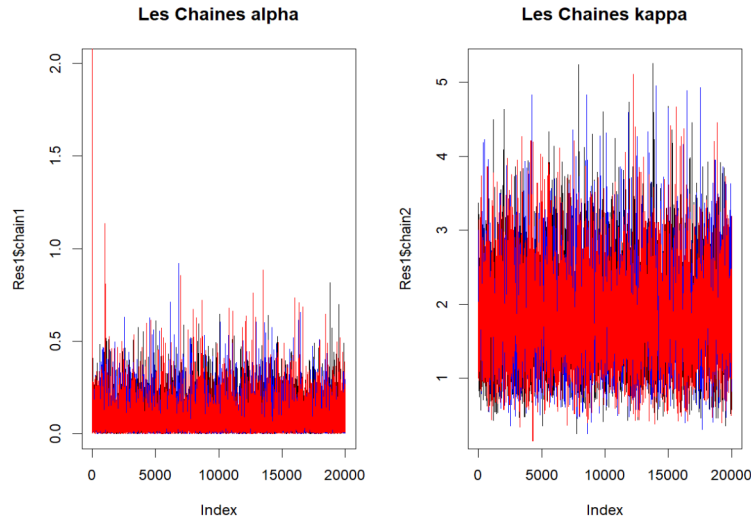 Les Chaines alpha
Res1$chain1
2.0
1.5
1.0
0.5
0.0
0 5000 10000 15000 20000
Index
Les Chaines kappa
Res1$chain2
5
4
3
2
1
0 5000 10000 15000 20000
Index